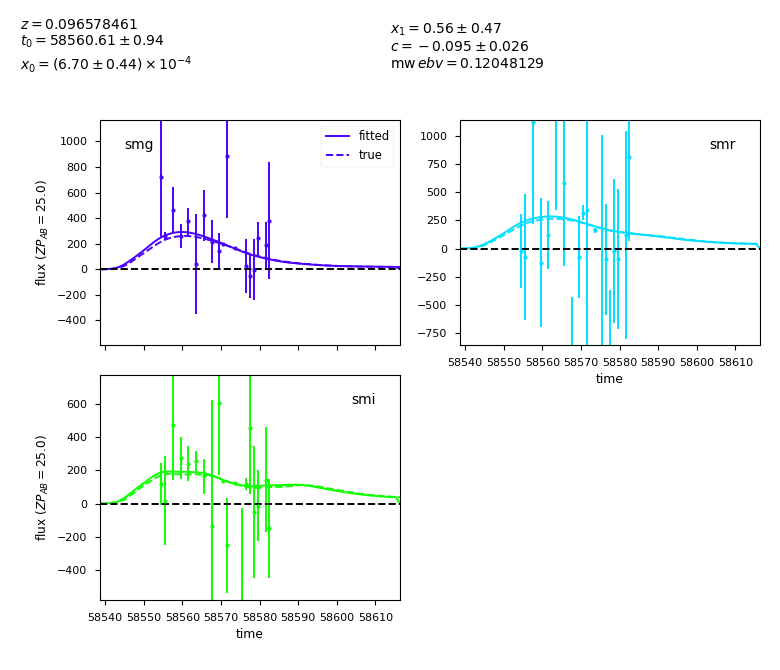 z = 0.096578461
t₀ = 58560.61 ± 0.94
x₀ = (6.70 ± 0.44) × 10⁻⁴
x₁ = 0.56 ± 0.47
c = −0.095 ± 0.026
mw ebv = 0.12048129
smg
fitted
true
1000
800
600
400
200
0
−200
−400
flux (ZP_AB = 25.0)
smr
1000
750
500
250
0
−250
−500
−750
58540 58550 58560 58570 58580 58590 58600 58610
time
smi
600
400
200
0
−200
−400
flux (ZP_AB = 25.0)
58540 58550 58560 58570 58580 58590 58600 58610
time